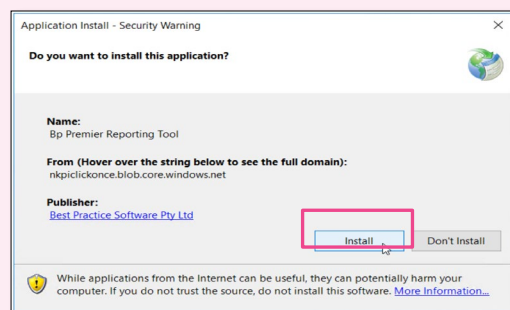 Application Install - Security Warning
Do you want to install this application?
Name:
Bp Premier Reporting Tool
From (Hover over the string below to see the full domain):
nkpiclickonce.blob.core.windows.net
Publisher:
Best Practice Software Pty Ltd
Install Don't Install
While applications from the Internet can be useful, they can potentially harm your
computer. If you do not trust the source, do not install this software. More Information...